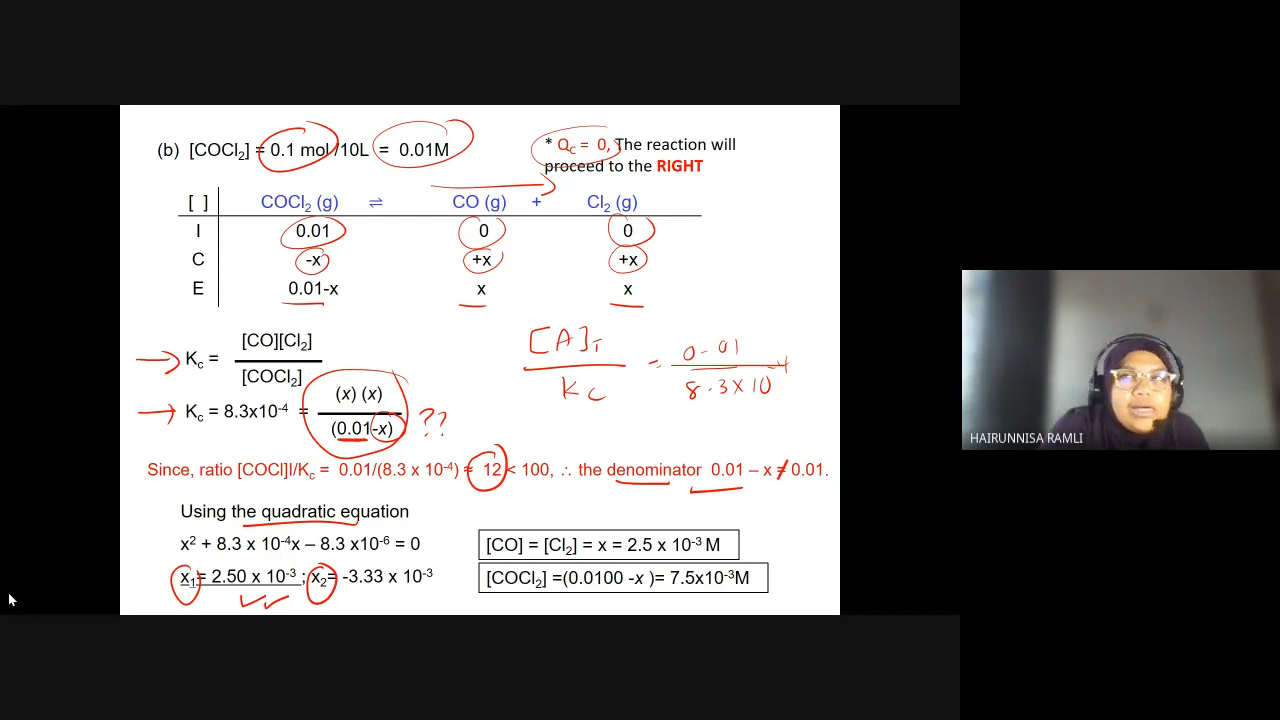 (b) [COCl₂] = 0.1 mol /10L = 0.01M
* Qc = 0, The reaction will
proceed to the RIGHT
[ ] COCl₂ (g) ⇌ CO (g) + Cl₂ (g)
I 0.01 0 0
C -x +x +x
E 0.01-x x x
Kc = [CO][Cl₂]
[COCl₂]
[A]I = 0.01
Kc 8.3 x 10⁻⁴
Kc = 8.3x10⁻⁴ = (x) (x)
(0.01-x) ??
Since, ratio [COCl]I/Kc = 0.01/(8.3 x 10⁻⁴) = 12 < 100, ∴ the denominator 0.01 – x ≠ 0.01.
Using the quadratic equation
x² + 8.3 x 10⁻⁴x – 8.3 x10⁻⁶ = 0
x₁= 2.50 x 10⁻³ ; x₂= -3.33 x 10⁻³
[CO] = [Cl₂] = x = 2.5 x 10⁻³ M
[COCl₂] =(0.0100 -x )= 7.5x10⁻³M
HAIRUNNISA RAMLI